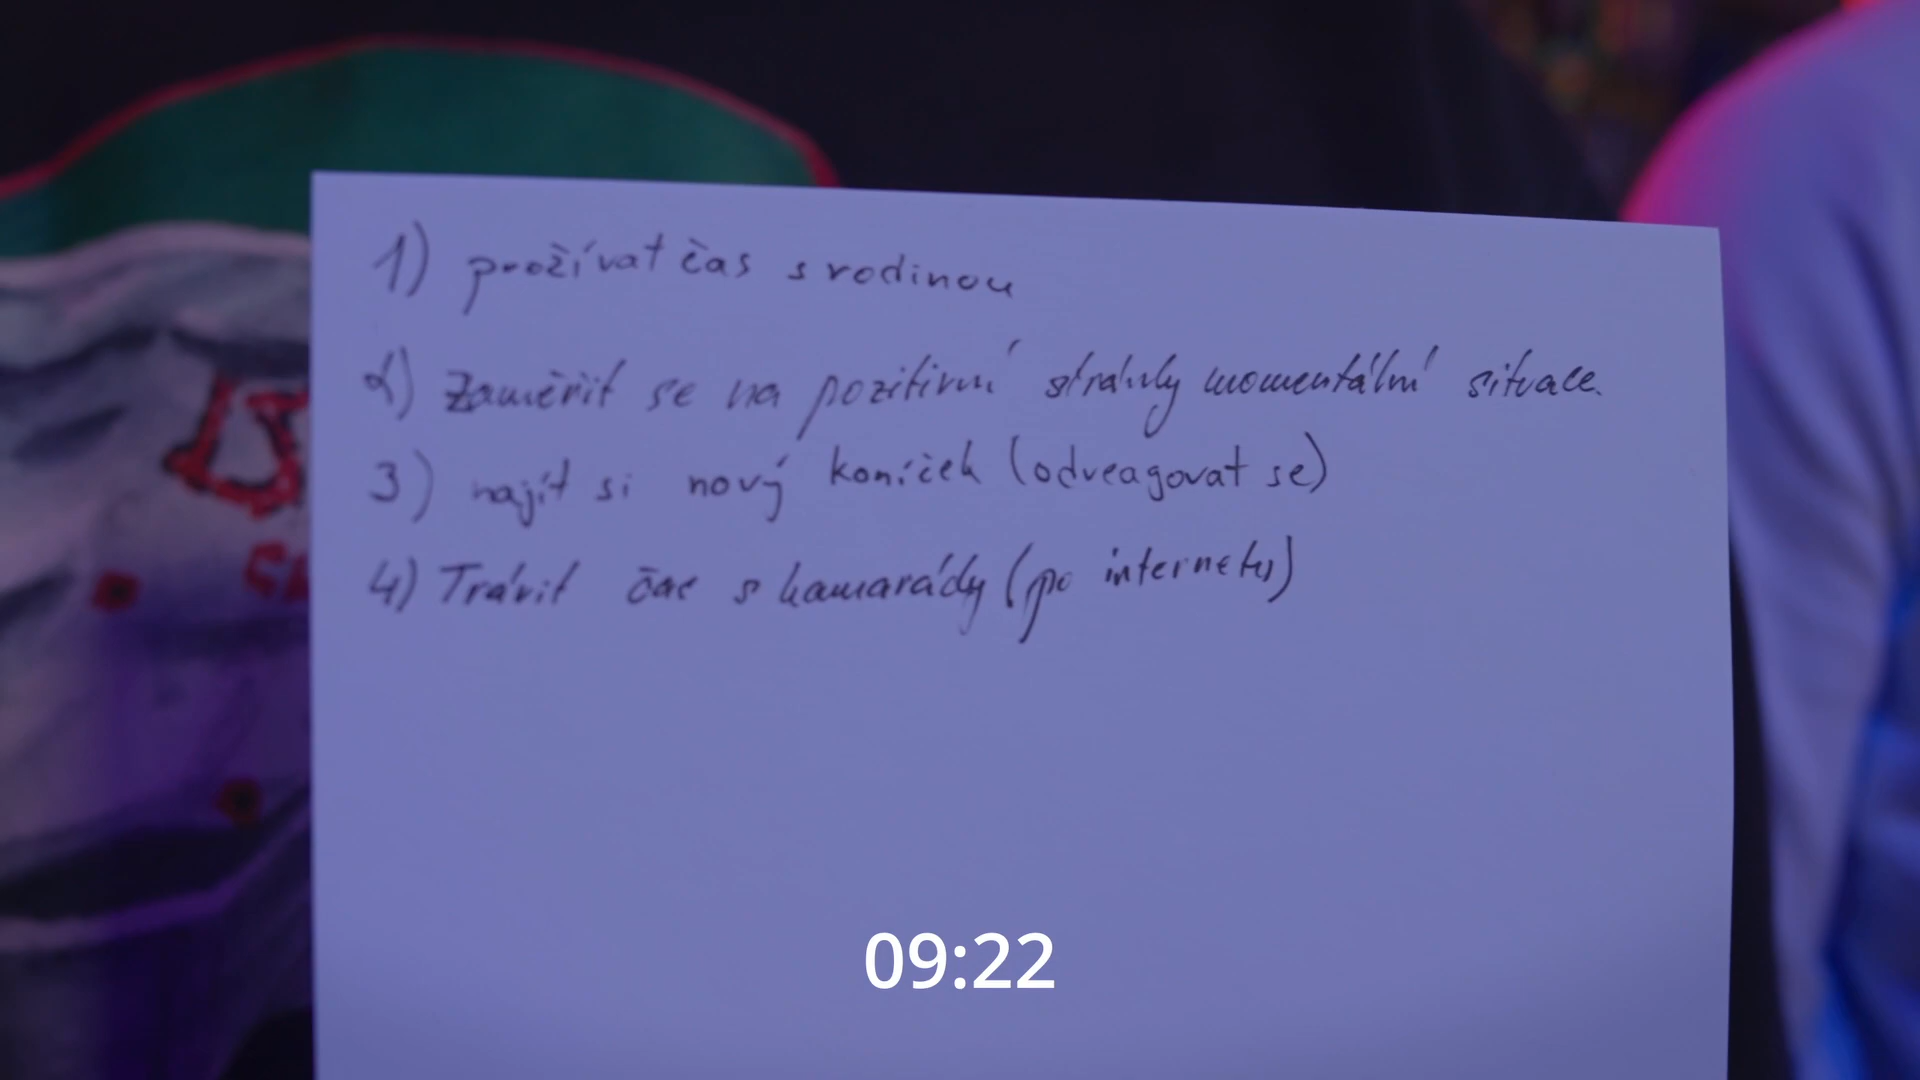 1) prožívat čas s rodinou
2) Zaměřit se na pozitivní stránky momentální situace.
3) najít si nový koníček (odreagovat se)
4) Trávit čas s kamarády (po internetu)
09:22